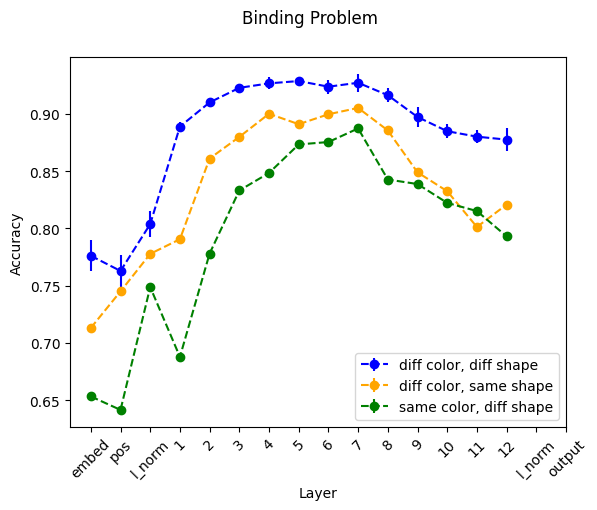 Binding Problem
Accuracy
0.90
0.85
0.80
0.75
0.70
0.65
diff color, diff shape
diff color, same shape
same color, diff shape
embed pos l_norm 1 2 3 4 5 6 7 8 9 10 11 12 l_norm output
Layer